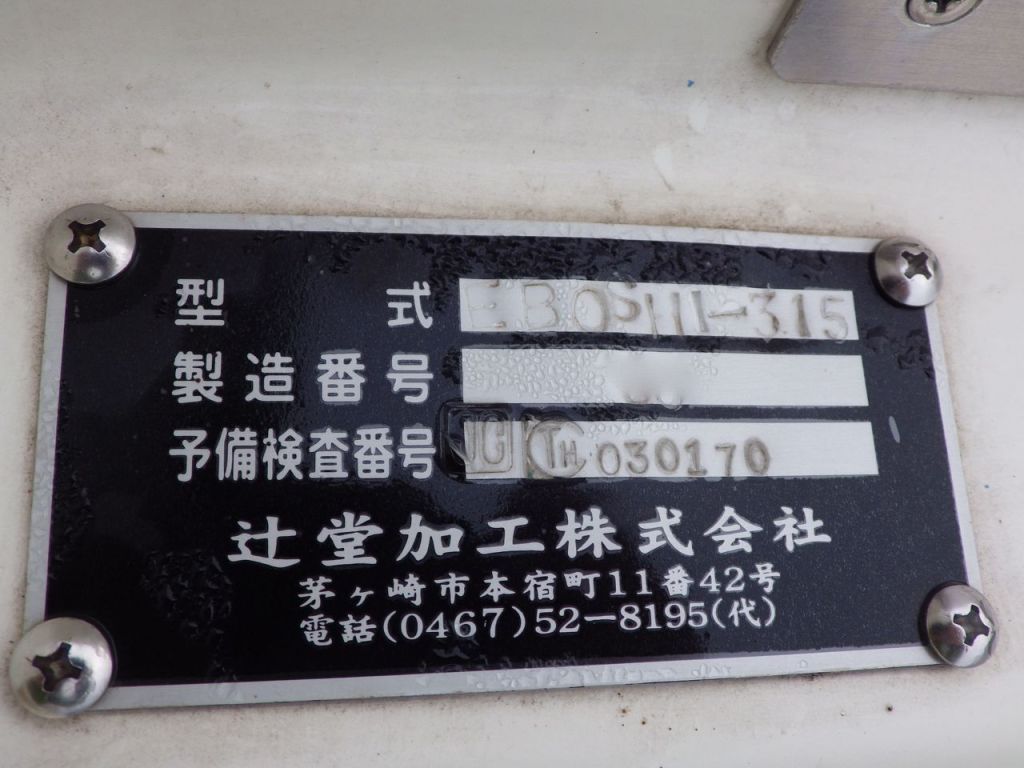 型式 EBOSHI-315
製造番号
予備検査番号 JG TH 030170
辻堂加工株式会社
茅ヶ崎市本宿町11番42号
電話(0467)52-8195(代)